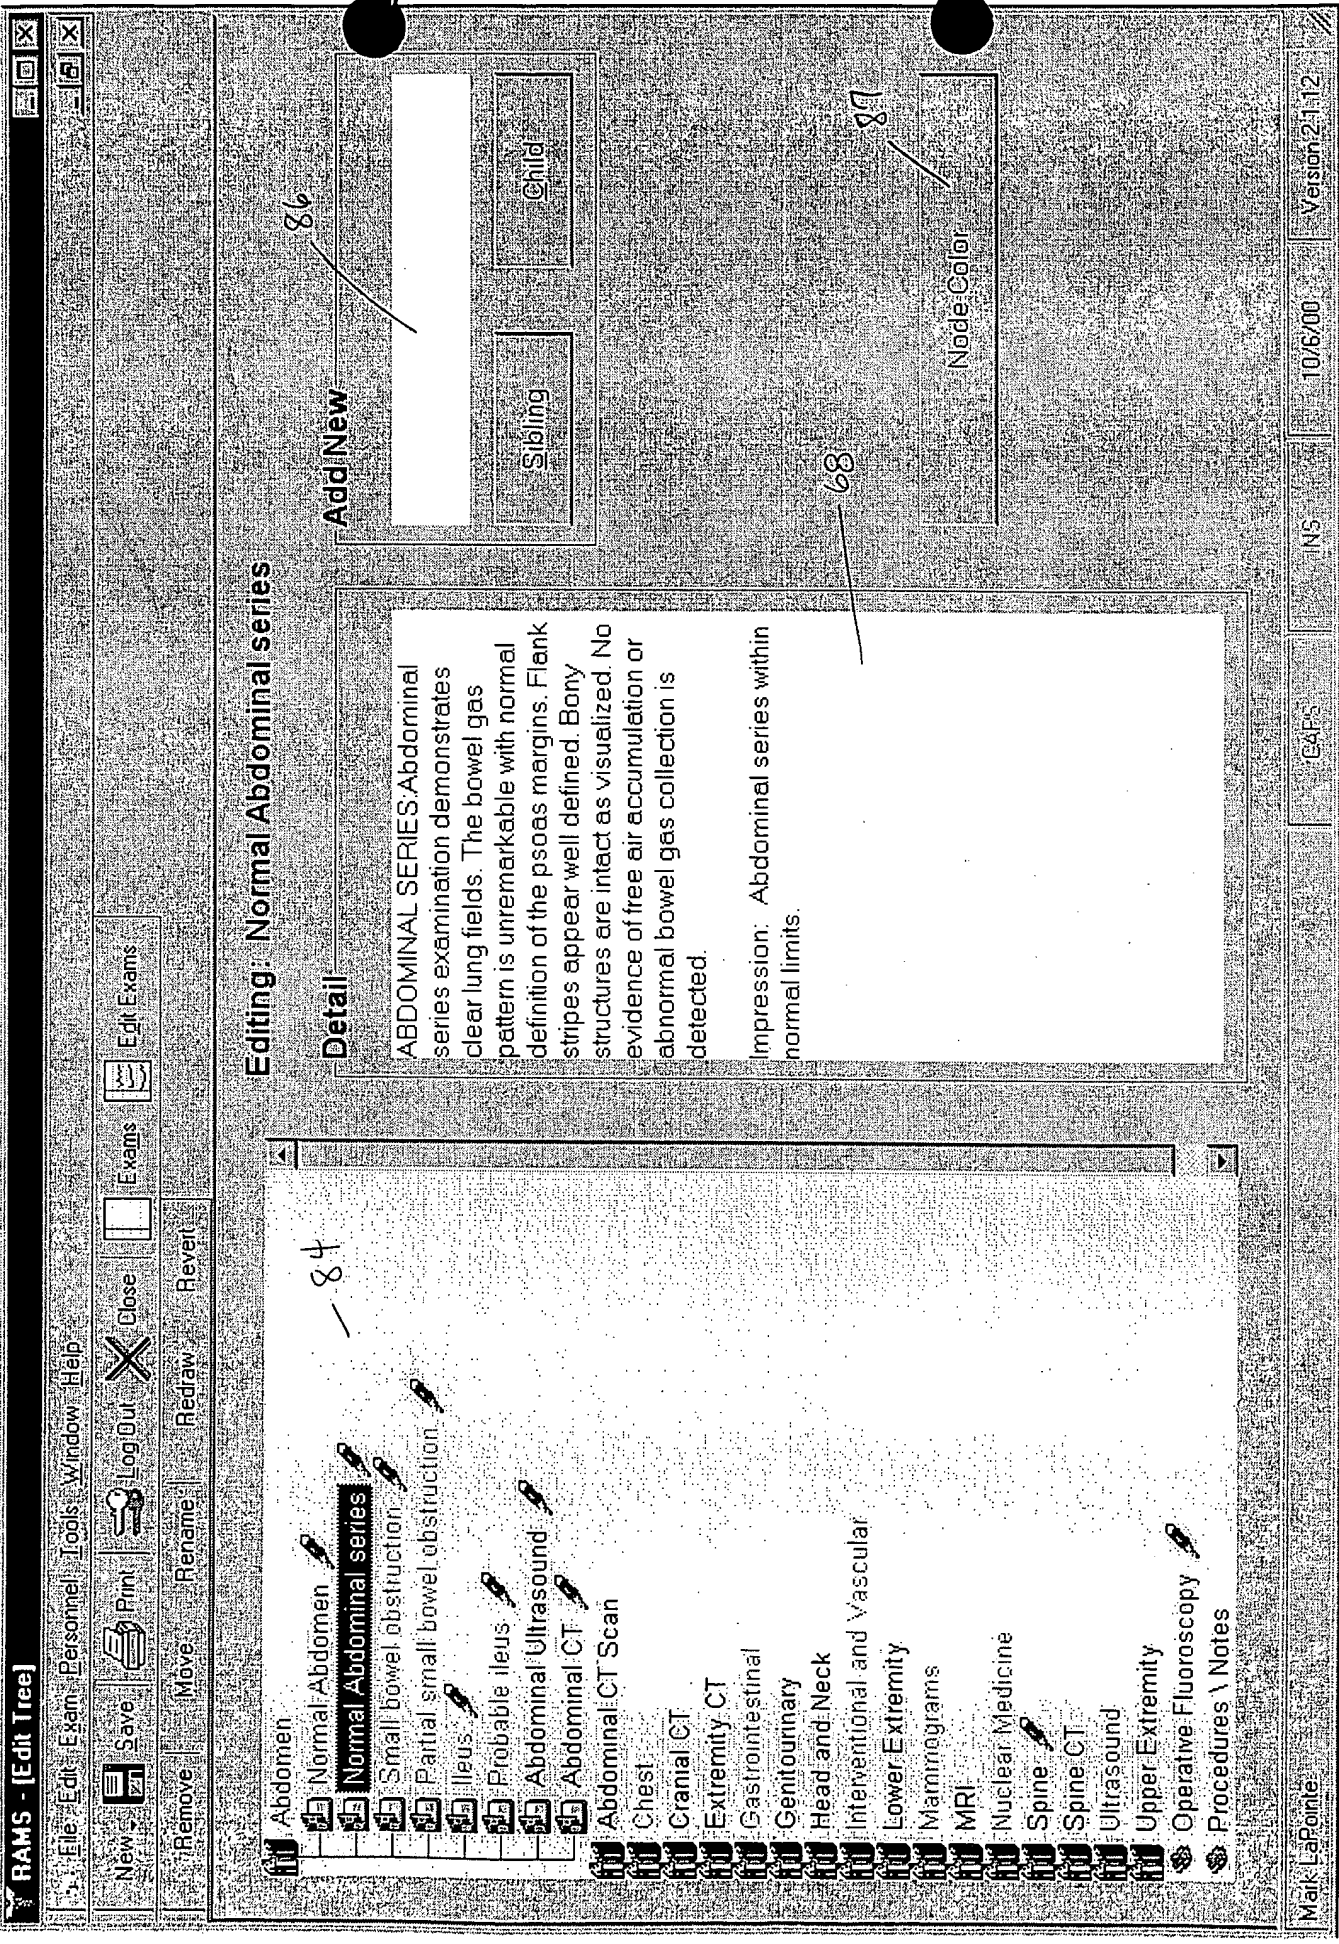 RAMS - [Edit Tree]
File Edit Exam Personnel Tools Window Help
New Save Print Log Out Close Exams Edit Exams
Remove Move Rename Redraw Revert
Editing: Normal Abdominal series
Abdomen
Normal Abdomen
Normal Abdominal series
Small bowel obstruction
Partial small bowel obstruction
Ileus
Probable Ileus
Abdominal Ultrasound
Abdominal CT
Abdominal CT Scan
Chest
Cranial CT
Extremity CT
Gastrointestinal
Genitourinary
Head and Neck
Interventional and Vascular
Lower Extremity
Mammograms
MRI
Nuclear Medicine
Spine
Spine CT
Ultrasound
Upper Extremity
Operative Fluoroscopy
Procedures \ Notes
84
Detail
ABDOMINAL SERIES:Abdominal
series examination demonstrates
clear lung fields. The bowel gas
pattern is unremarkable with normal
definition of the psoas margins. Flank
stripes appear well defined. Bony
structures are intact as visualized. No
evidence of free air accumulation or
abnormal bowel gas collection is
detected.
Impression: Abdominal series within
normal limits.
68
Add New
86
Sibling Child
87
Node Color
Mark LaPointe CAPS INS 10/6/00 Version 2.1.12